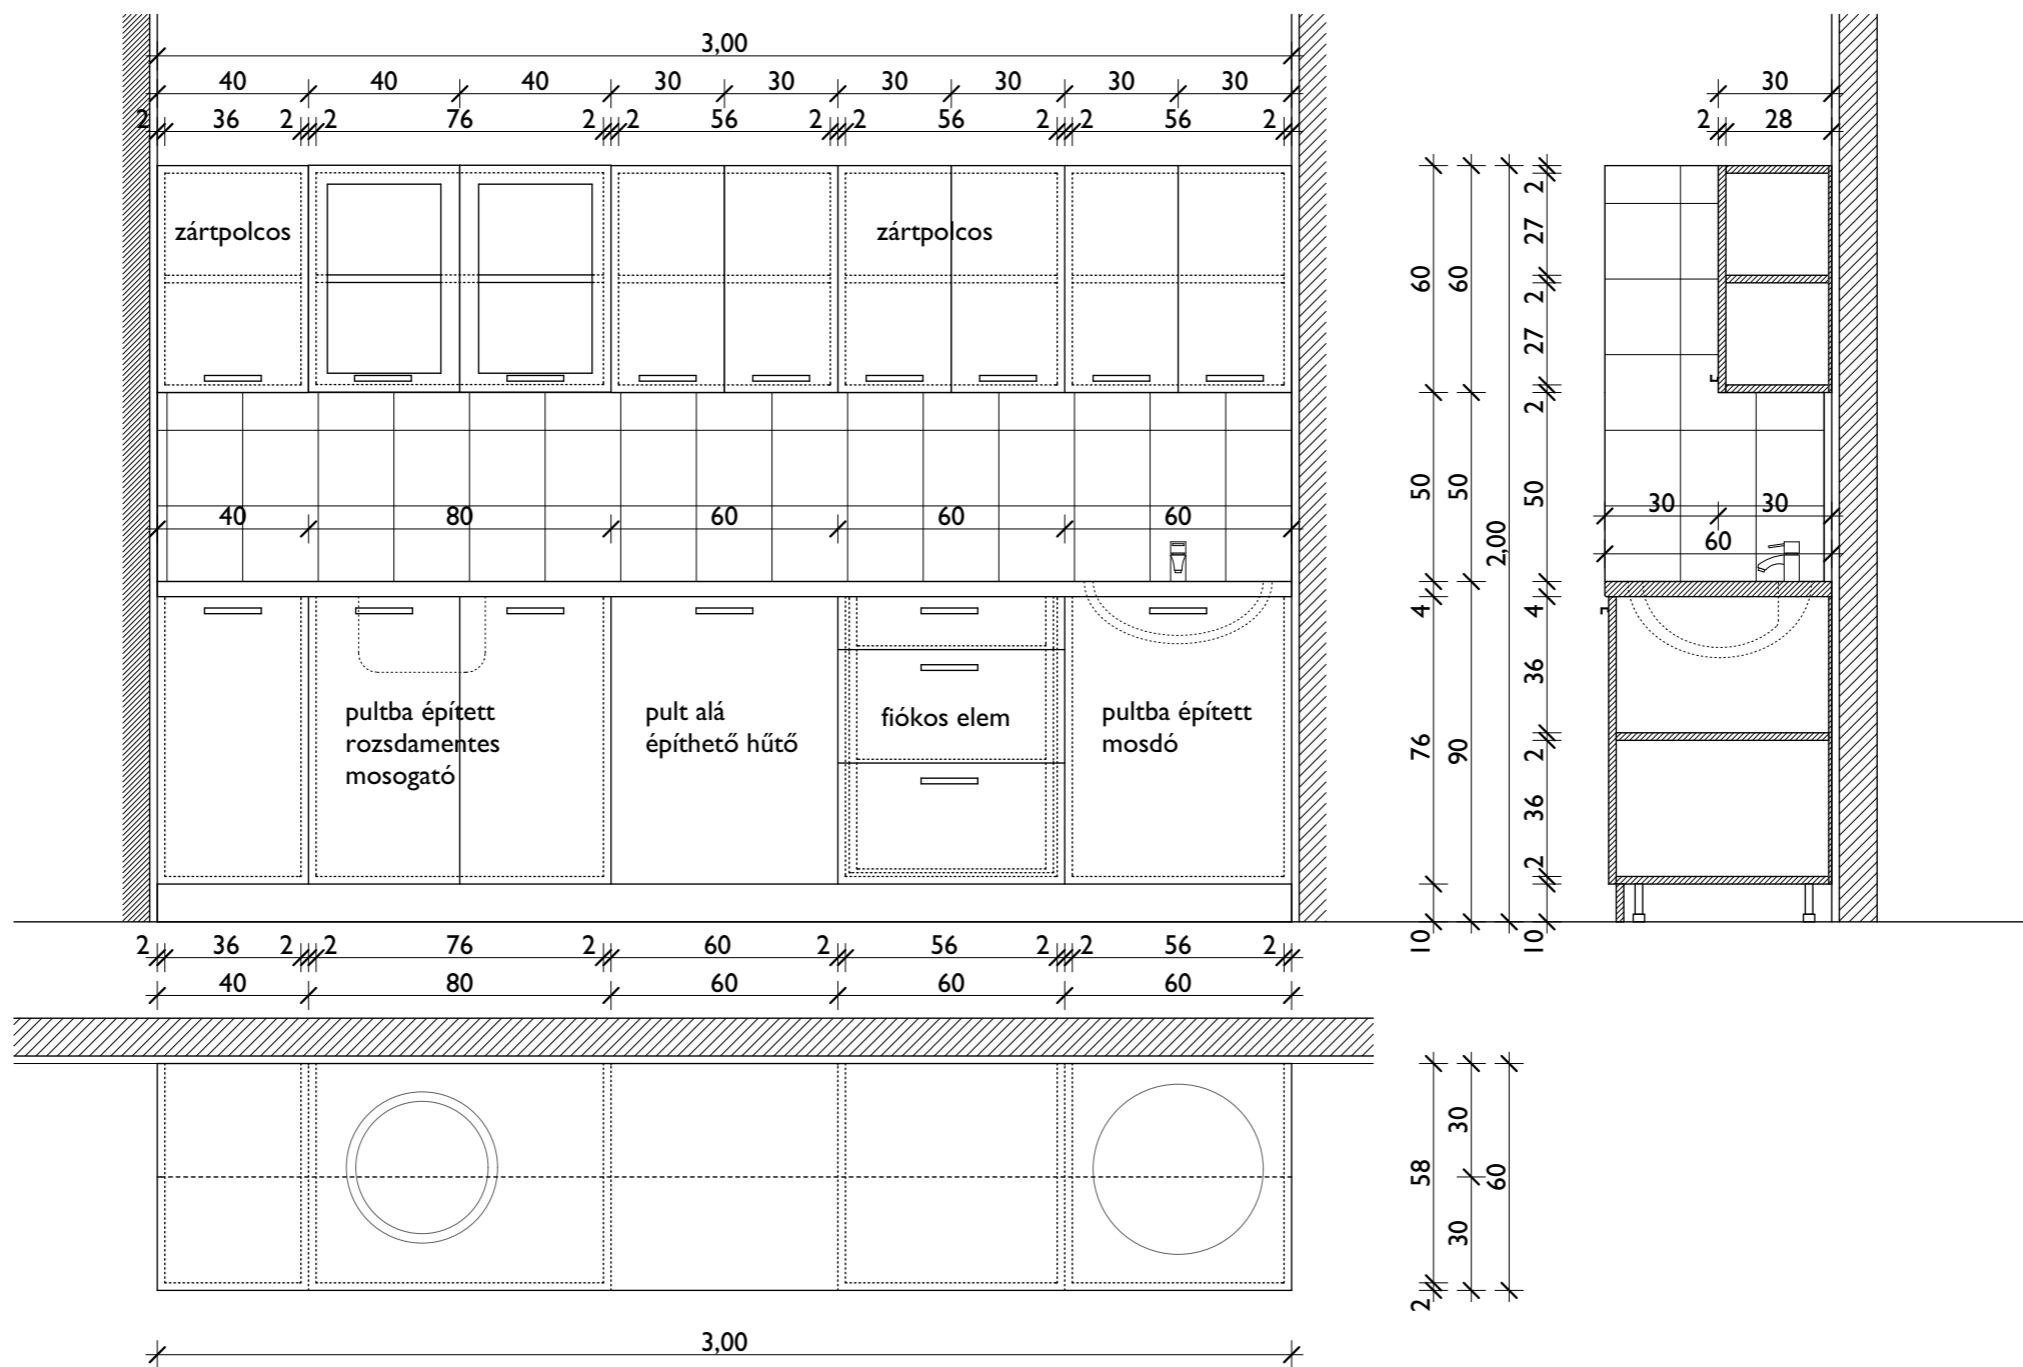 3,00
40 40 40 30 30 30 30 30 30 30
2 36 2 2 76 2 2 56 2 2 56 2 2 56 2 2 28
zártpolcos zártpolcos
60 60 2 27 2 27 2
40 80 60 60 60
50 50 2,00 50
30 30
60
4 4
pultba épített
rozsdamentes
mosogató
pult alá
építhető hűtő
fiókos elem
pultba épített
mosdó
76 90 36 2 36 2
10 10
2 36 2 2 76 2 60 2 56 2 2 56 2
40 80 60 60 60
58 30 30 60
2
3,00